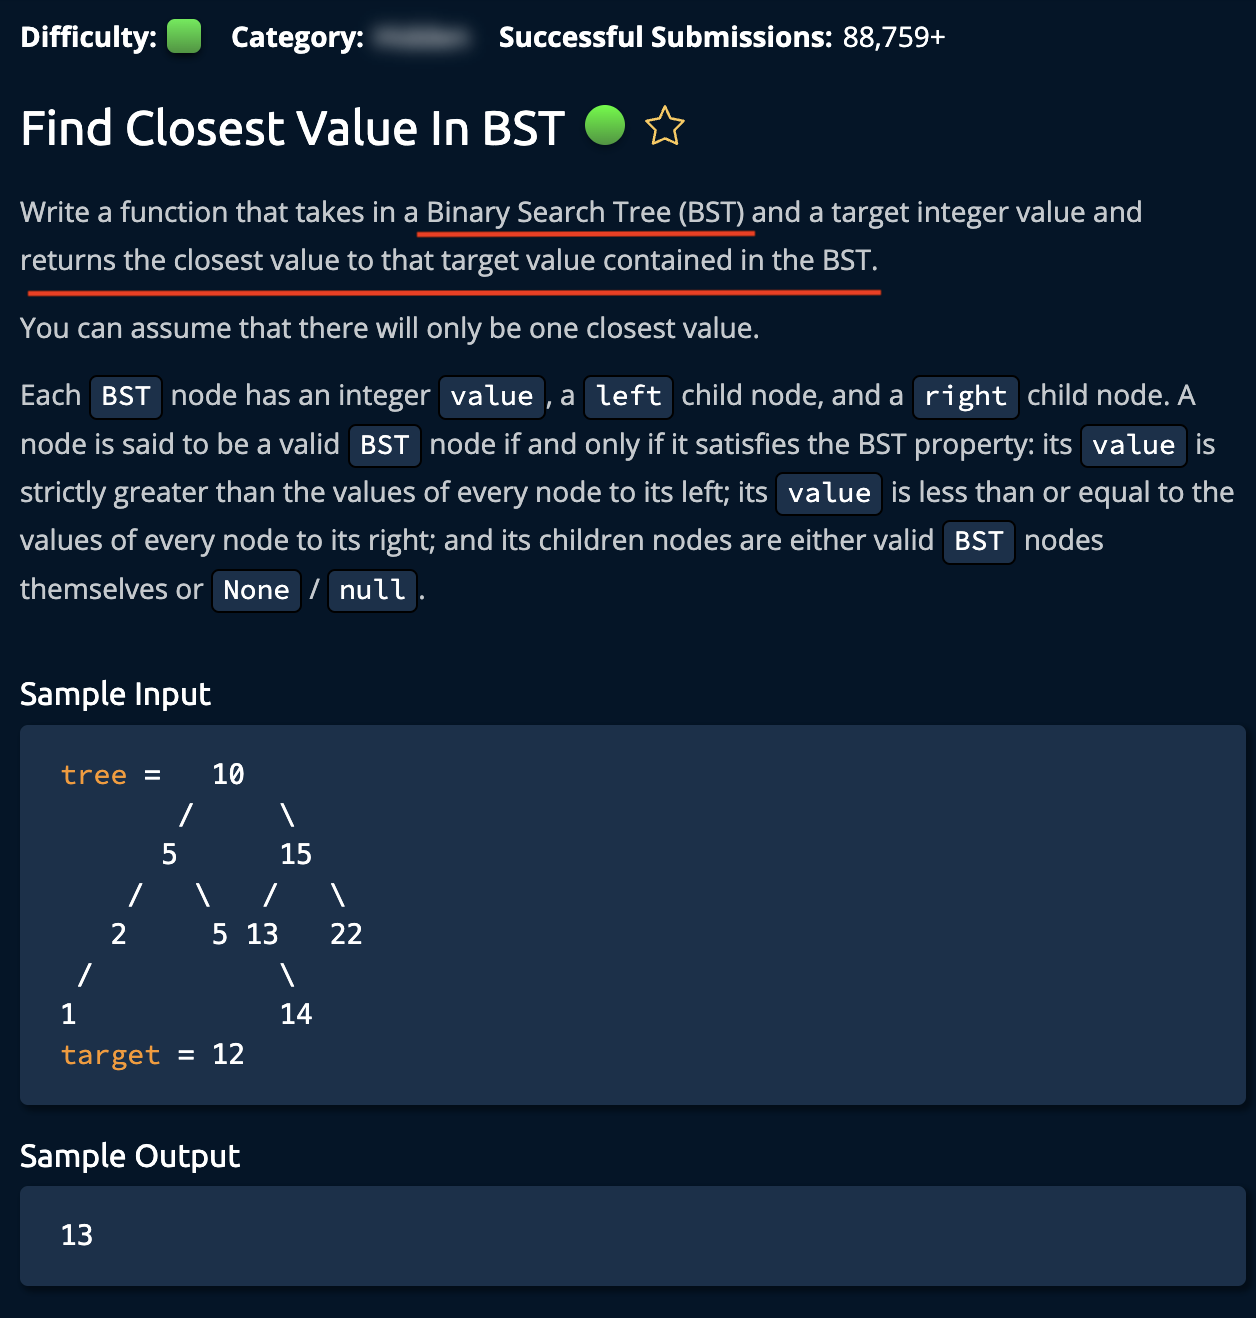 Difficulty: Category: Successful Submissions: 88,759+
Find Closest Value In BST
Write a function that takes in a Binary Search Tree (BST) and a target integer value and
returns the closest value to that target value contained in the BST.
You can assume that there will only be one closest value.
Each BST node has an integer value, a left child node, and a right child node. A
node is said to be a valid BST node if and only if it satisfies the BST property: its value is
strictly greater than the values of every node to its left; its value is less than or equal to the
values of every node to its right; and its children nodes are either valid BST nodes
themselves or None / null.
Sample Input
tree =   10
       /     \
      5      15
    /   \   /   \
   2     5 13   22
 /           \
1            14
target = 12
Sample Output
13